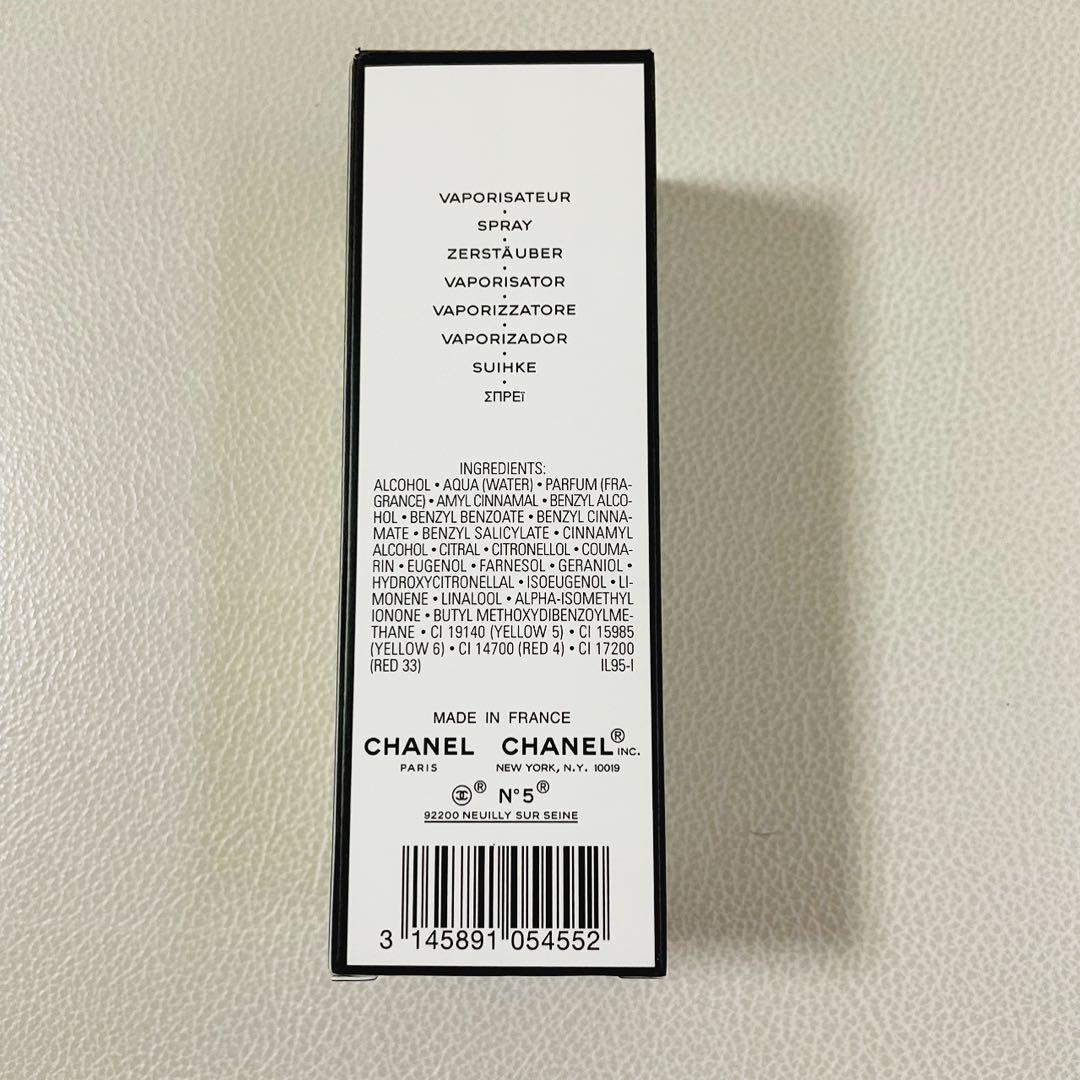 VAPORISATEUR
•
SPRAY
•
ZERSTÄUBER
•
VAPORISATOR
•
VAPORIZZATORE
•
VAPORIZADOR
•
SUIHKE
•
ΣΠΡΕϊ
INGREDIENTS:
ALCOHOL • AQUA (WATER) • PARFUM (FRA-
GRANCE) • AMYL CINNAMAL • BENZYL ALCO-
HOL • BENZYL BENZOATE • BENZYL CINNA-
MATE • BENZYL SALICYLATE • CINNAMYL
ALCOHOL • CITRAL • CITRONELLOL • COUMA-
RIN • EUGENOL • FARNESOL • GERANIOL •
HYDROXYCITRONELLAL • ISOEUGENOL • LI-
MONENE • LINALOOL • ALPHA-ISOMETHYL
IONONE • BUTYL METHOXYDIBENZOYLME-
THANE • CI 19140 (YELLOW 5) • CI 15985
(YELLOW 6) • CI 14700 (RED 4) • CI 17200
(RED 33) IL95-I
MADE IN FRANCE
CHANEL CHANEL® INC.
PARIS NEW YORK, N.Y. 10019
® N°5®
92200 NEUILLY SUR SEINE
3 145891 054552